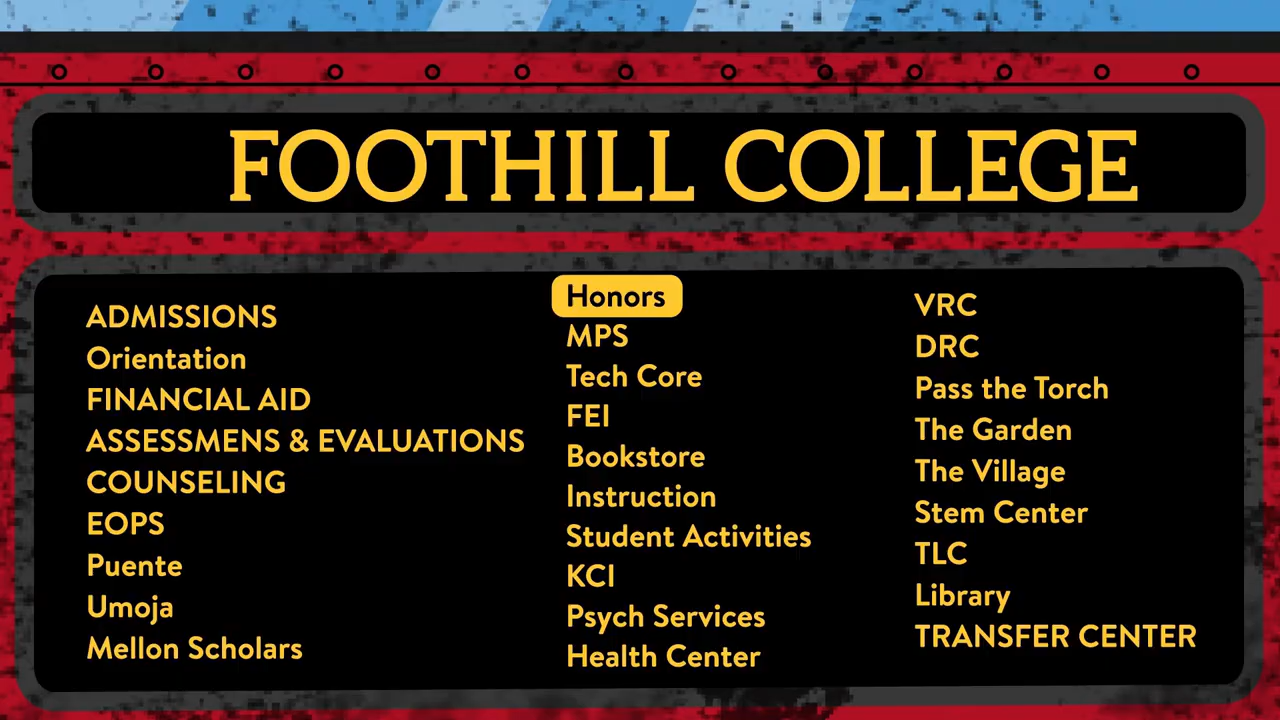 FOOTHILL COLLEGE
ADMISSIONS
Orientation
FINANCIAL AID
ASSESSMENS & EVALUATIONS
COUNSELING
EOPS
Puente
Umoja
Mellon Scholars
Honors
MPS
Tech Core
FEI
Bookstore
Instruction
Student Activities
KCI
Psych Services
Health Center
VRC
DRC
Pass the Torch
The Garden
The Village
Stem Center
TLC
Library
TRANSFER CENTER